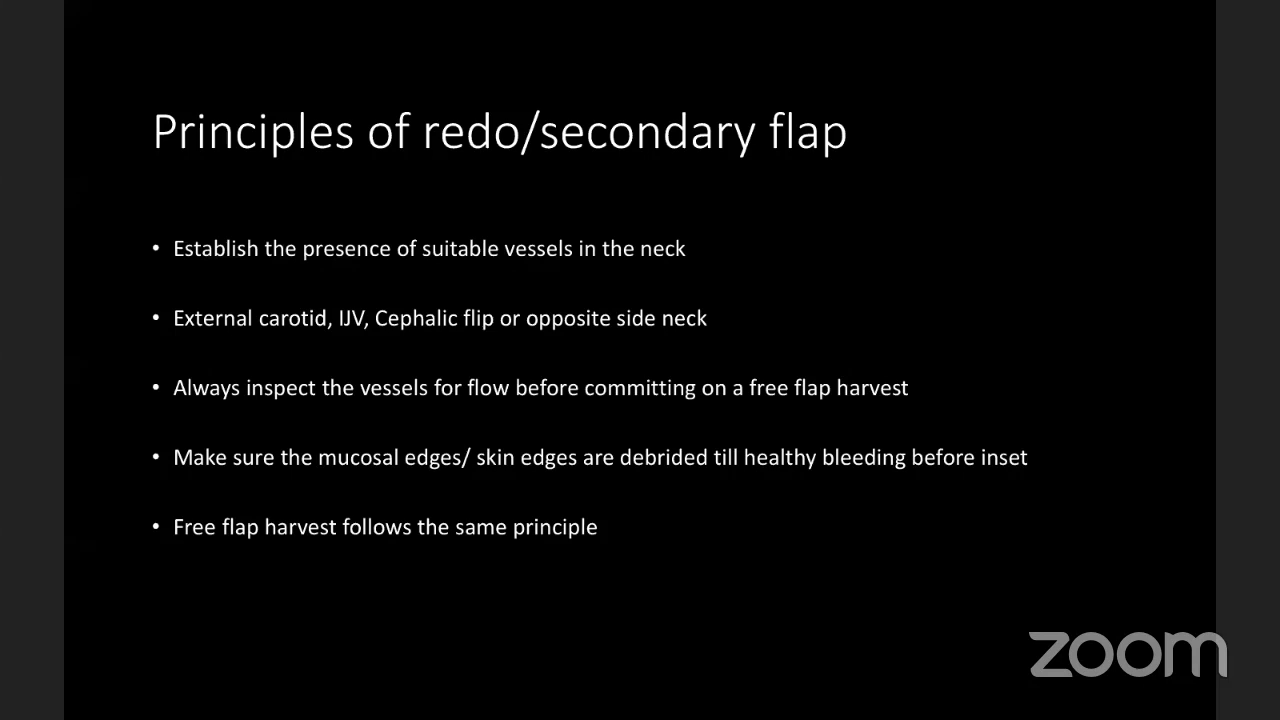 Principles of redo/secondary flap
• Establish the presence of suitable vessels in the neck
• External carotid, IJV, Cephalic flip or opposite side neck
• Always inspect the vessels for flow before committing on a free flap harvest
• Make sure the mucosal edges/ skin edges are debrided till healthy bleeding before inset
• Free flap harvest follows the same principle
zoom